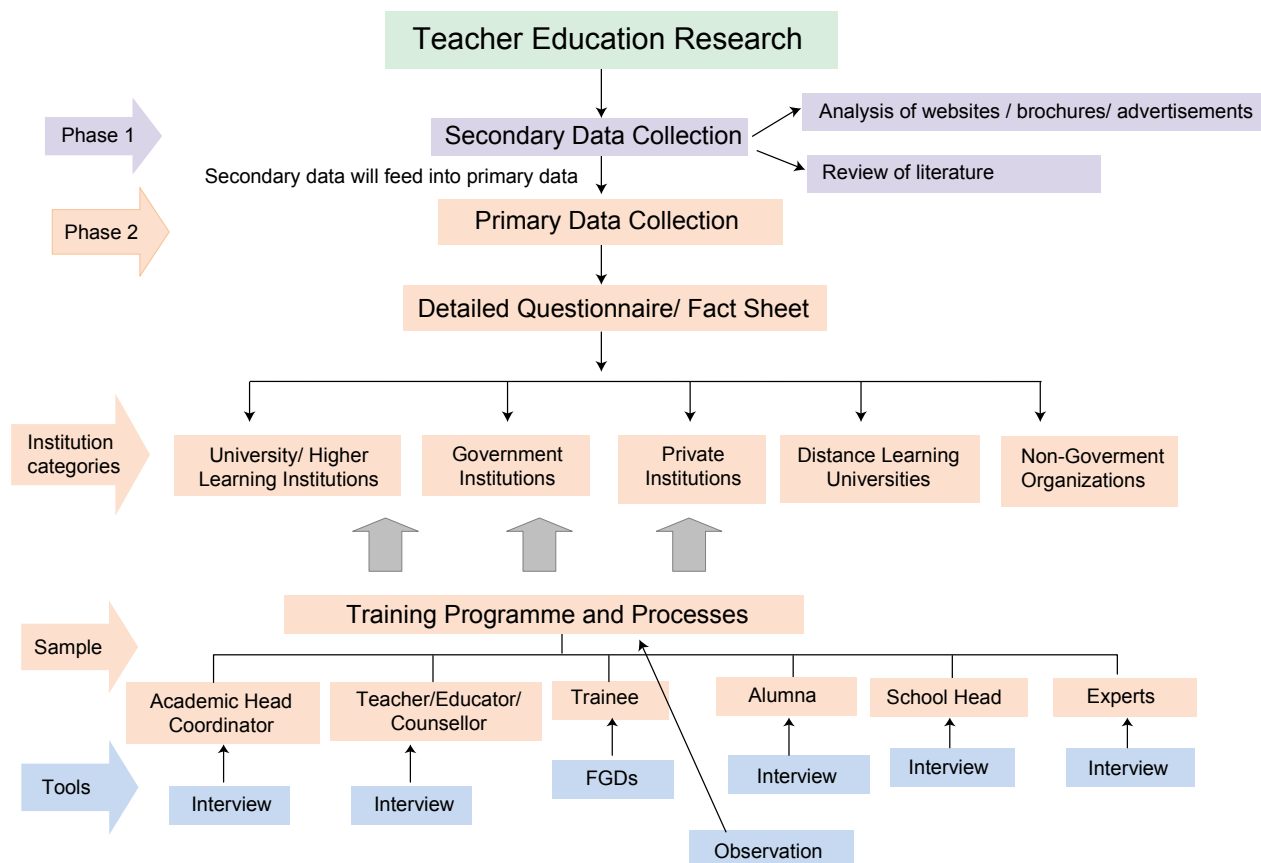 Teacher Education Research
Phase 1
Secondary Data Collection
Analysis of websites / brochures/ advertisements
Review of literature
Secondary data will feed into primary data
Phase 2
Primary Data Collection
Detailed Questionnaire/ Fact Sheet
Institution
categories
University/ Higher
Learning Institutions
Government
Institutions
Private
Institutions
Distance Learning
Universities
Non-Goverment
Organizations
Training Programme and Processes
Sample
Academic Head
Coordinator
Teacher/Educator/
Counsellor
Trainee
Alumna
School Head
Experts
Tools
Interview
Interview
FGDs
Interview
Interview
Interview
Observation